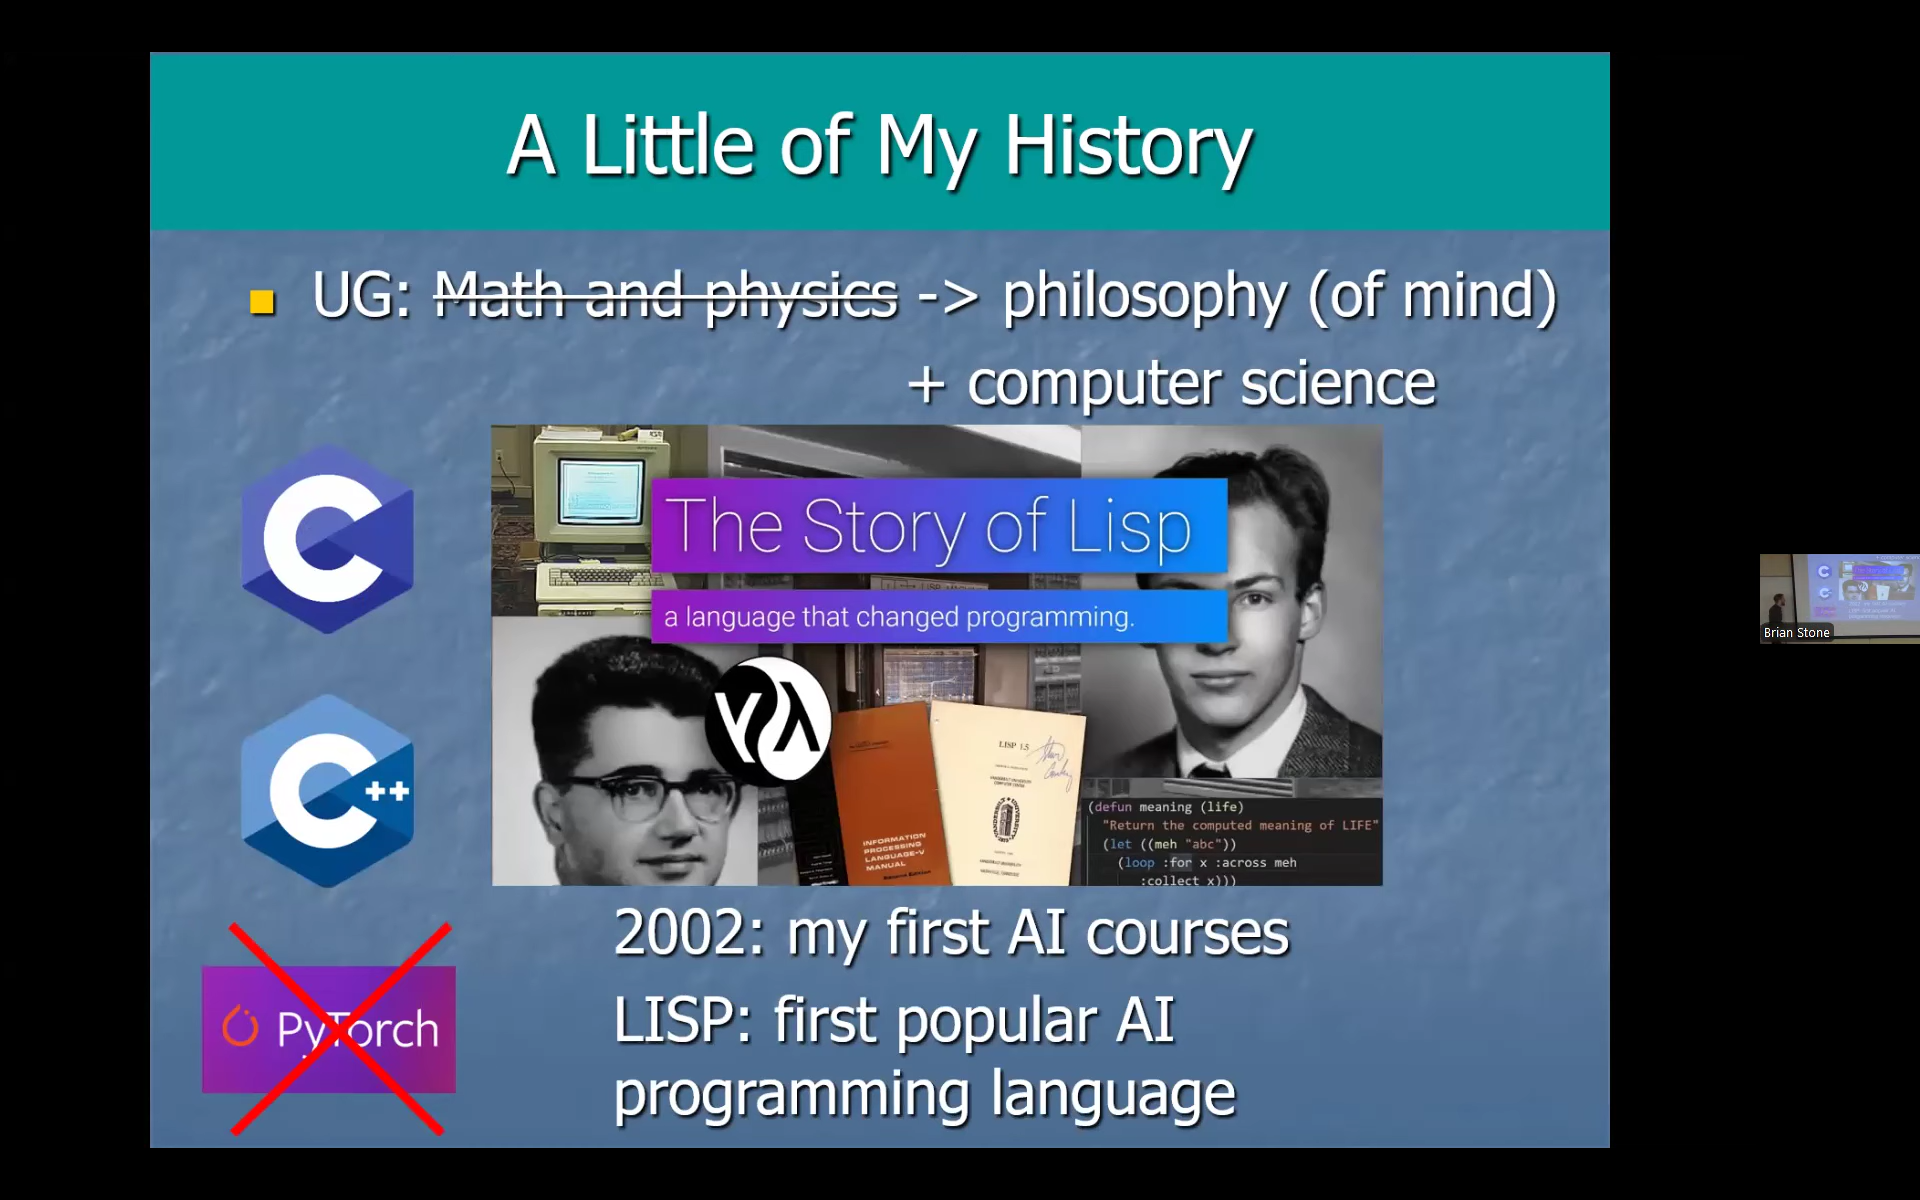 A Little of My History
UG: Math and physics -> philosophy (of mind)
+ computer science
The Story of Lisp
a language that changed programming.
LISP 1.5
INFORMATION
PROCESSING
LANGUAGE-V
MANUAL
(defun meaning (life)
"Return the computed meaning of LIFE"
(let ((meh "abc"))
(loop :for x :across meh
:collect x)))
C
C++
PyTorch
2002: my first AI courses
LISP: first popular AI
programming language
Brian Stone